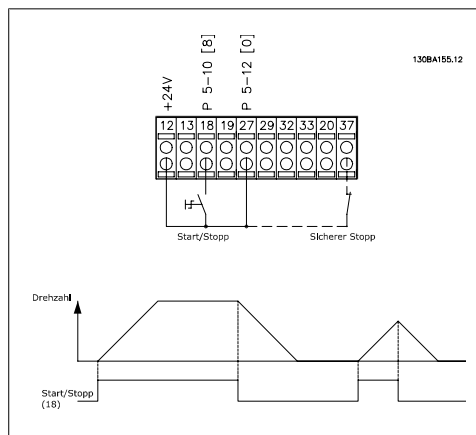 130BA155.12
+24V
P 5-10 [8]
P 5-12 [0]
12 13 18 19 27 29 32 33 20 37
Start/Stopp
Sicherer Stopp
Drehzahl
Start/Stopp
(18)